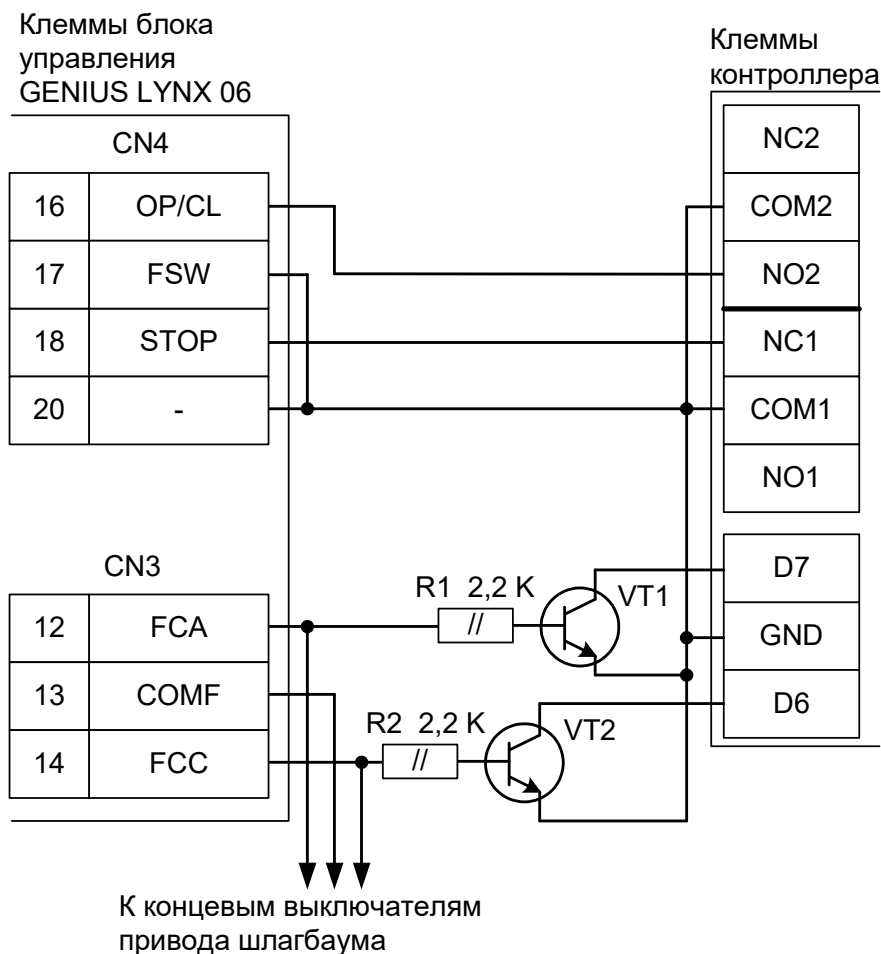 Клеммы блока
управления
GENIUS LYNX 06
Клеммы
контроллера
CN4
16 OP/CL
17 FSW
18 STOP
20 -
NC2
COM2
NO2
NC1
COM1
NO1
CN3
12 FCA
13 COMF
14 FCC
R1 2,2 K
//
VT1
R2 2,2 K
//
VT2
D7
GND
D6
К концевым выключателям
привода шлагбаума